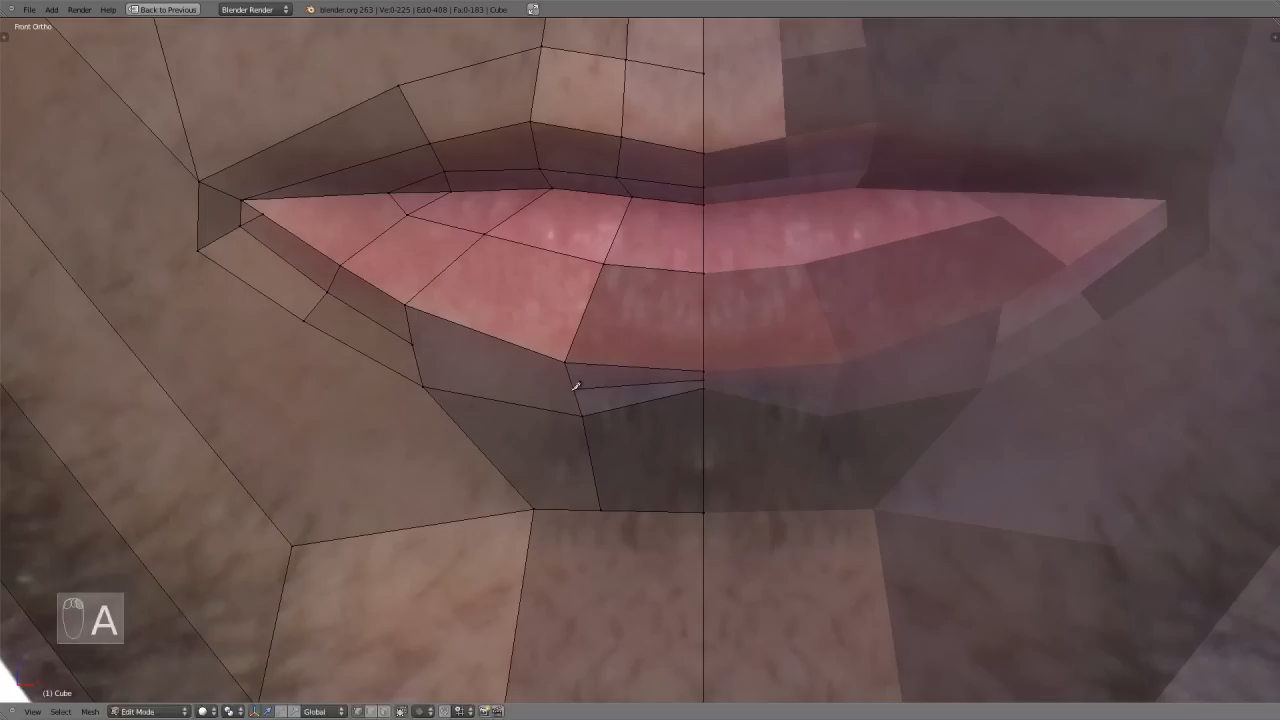 File Add Render Help Back to Previous Blender Render blender.org 263 | Ve:0-225 | Ed:0-408 | Fa:0-183 | Cube
Front Ortho
A
(1) Cube
View Select Mesh Edit Mode Global